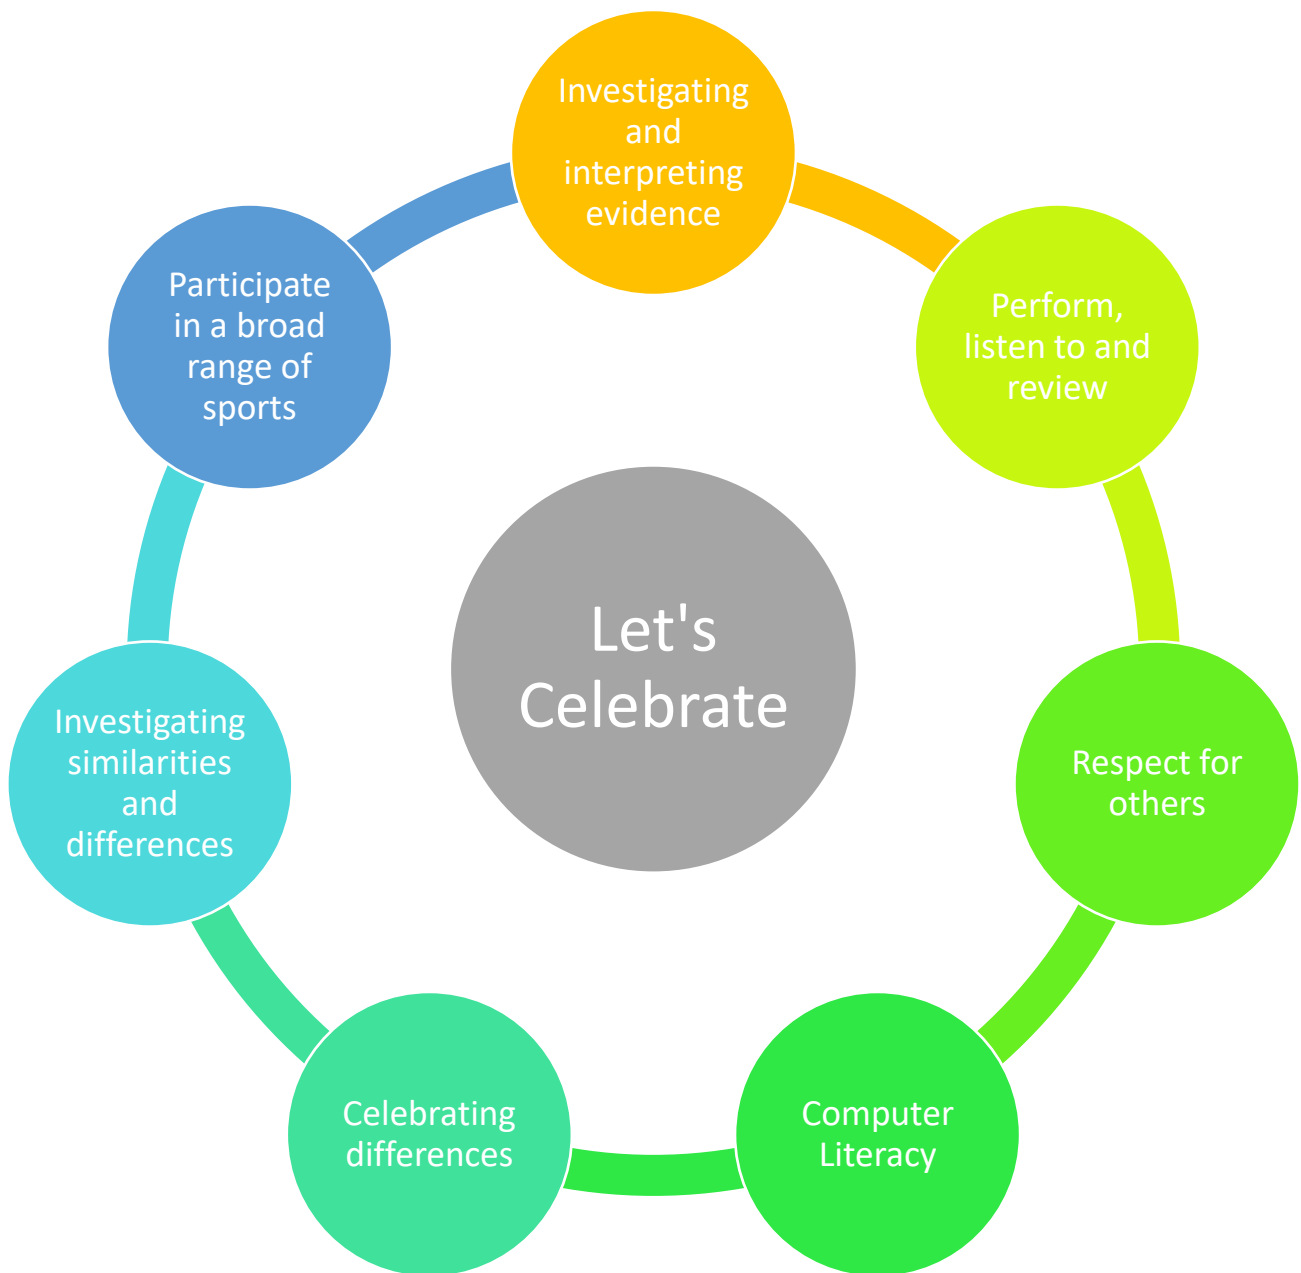 Investigating
and
interpreting
evidence
Perform,
listen to and
review
Respect for
others
Computer
Literacy
Celebrating
differences
Investigating
similarities
and
differences
Participate
in a broad
range of
sports
Let's
Celebrate